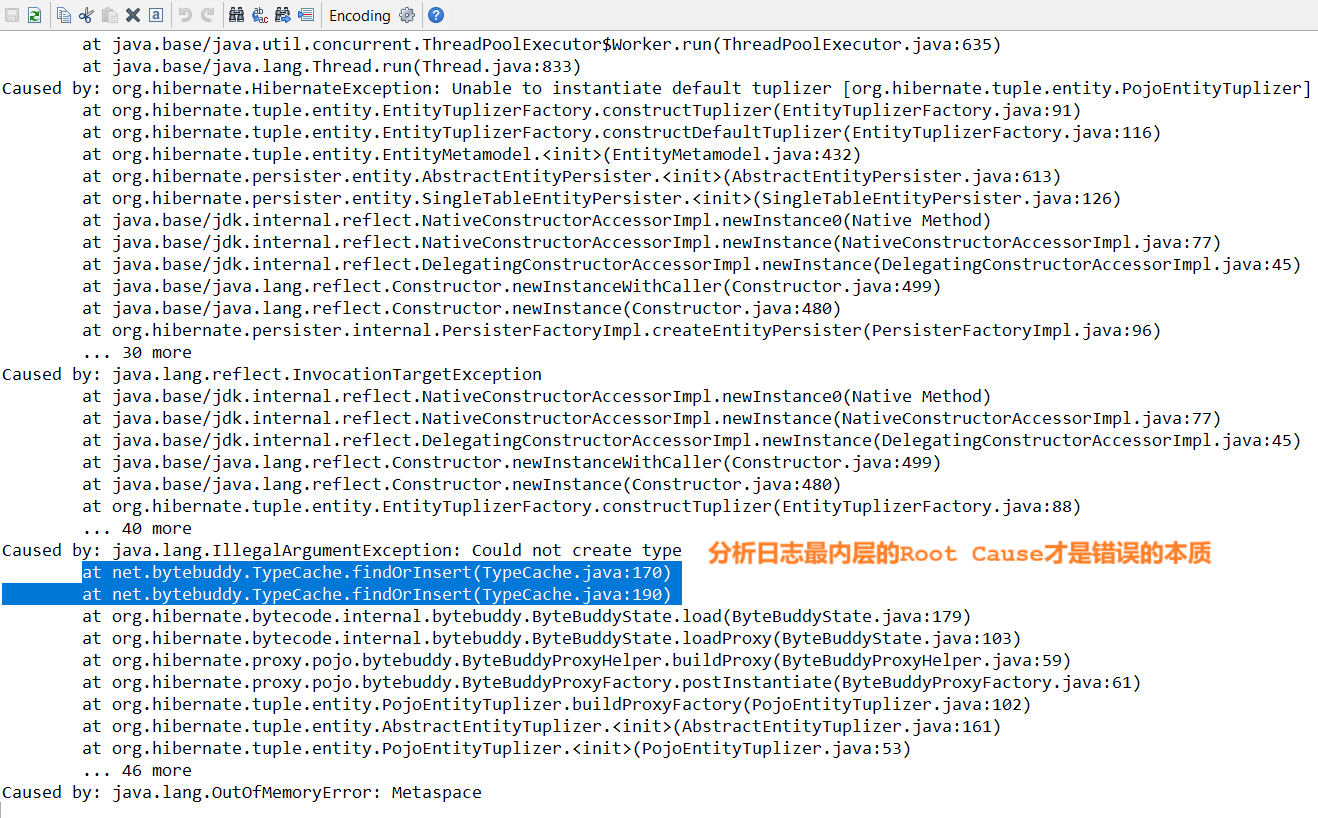 Encoding
at java.base/java.util.concurrent.ThreadPoolExecutor$Worker.run(ThreadPoolExecutor.java:635)
at java.base/java.lang.Thread.run(Thread.java:833)
Caused by: org.hibernate.HibernateException: Unable to instantiate default tuplizer [org.hibernate.tuple.entity.PojoEntityTuplizer]
at org.hibernate.tuple.entity.EntityTuplizerFactory.constructTuplizer(EntityTuplizerFactory.java:91)
at org.hibernate.tuple.entity.EntityTuplizerFactory.constructDefaultTuplizer(EntityTuplizerFactory.java:116)
at org.hibernate.tuple.entity.EntityMetamodel.<init>(EntityMetamodel.java:432)
at org.hibernate.persister.entity.AbstractEntityPersister.<init>(AbstractEntityPersister.java:613)
at org.hibernate.persister.entity.SingleTableEntityPersister.<init>(SingleTableEntityPersister.java:126)
at java.base/jdk.internal.reflect.NativeConstructorAccessorImpl.newInstance0(Native Method)
at java.base/jdk.internal.reflect.NativeConstructorAccessorImpl.newInstance(NativeConstructorAccessorImpl.java:77)
at java.base/jdk.internal.reflect.DelegatingConstructorAccessorImpl.newInstance(DelegatingConstructorAccessorImpl.java:45)
at java.base/java.lang.reflect.Constructor.newInstanceWithCaller(Constructor.java:499)
at java.base/java.lang.reflect.Constructor.newInstance(Constructor.java:480)
at org.hibernate.persister.internal.PersisterFactoryImpl.createEntityPersister(PersisterFactoryImpl.java:96)
... 30 more
Caused by: java.lang.reflect.InvocationTargetException
at java.base/jdk.internal.reflect.NativeConstructorAccessorImpl.newInstance0(Native Method)
at java.base/jdk.internal.reflect.NativeConstructorAccessorImpl.newInstance(NativeConstructorAccessorImpl.java:77)
at java.base/jdk.internal.reflect.DelegatingConstructorAccessorImpl.newInstance(DelegatingConstructorAccessorImpl.java:45)
at java.base/java.lang.reflect.Constructor.newInstanceWithCaller(Constructor.java:499)
at java.base/java.lang.reflect.Constructor.newInstance(Constructor.java:480)
at org.hibernate.tuple.entity.EntityTuplizerFactory.constructTuplizer(EntityTuplizerFactory.java:88)
... 40 more
Caused by: java.lang.IllegalArgumentException: Could not create type
分析日志最内层的Root Cause才是错误的本质
at net.bytebuddy.TypeCache.findOrInsert(TypeCache.java:170)
at net.bytebuddy.TypeCache.findOrInsert(TypeCache.java:190)
at org.hibernate.bytecode.internal.bytebuddy.ByteBuddyState.load(ByteBuddyState.java:179)
at org.hibernate.bytecode.internal.bytebuddy.ByteBuddyState.loadProxy(ByteBuddyState.java:103)
at org.hibernate.proxy.pojo.bytebuddy.ByteBuddyProxyHelper.buildProxy(ByteBuddyProxyHelper.java:59)
at org.hibernate.proxy.pojo.bytebuddy.ByteBuddyProxyFactory.postInstantiate(ByteBuddyProxyFactory.java:61)
at org.hibernate.tuple.entity.PojoEntityTuplizer.buildProxyFactory(PojoEntityTuplizer.java:102)
at org.hibernate.tuple.entity.AbstractEntityTuplizer.<init>(AbstractEntityTuplizer.java:161)
at org.hibernate.tuple.entity.PojoEntityTuplizer.<init>(PojoEntityTuplizer.java:53)
... 46 more
Caused by: java.lang.OutOfMemoryError: Metaspace